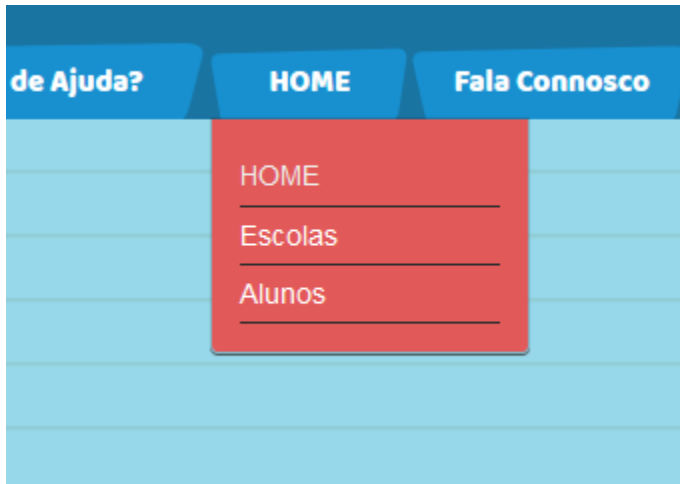 de Ajuda? HOME Fala Connosco
HOME
Escolas
Alunos